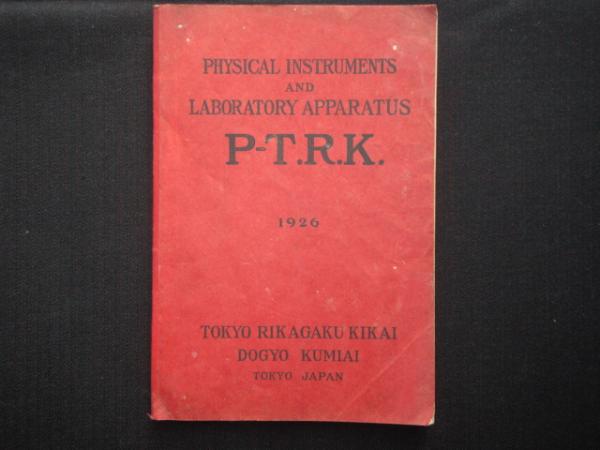 PHYSICAL INSTRUMENTS
AND
LABORATORY APPARATUS
P-T.R.K.
1926
TOKYO RIKAGAKU KIKAI
DOGYO KUMIAI
TOKYO JAPAN